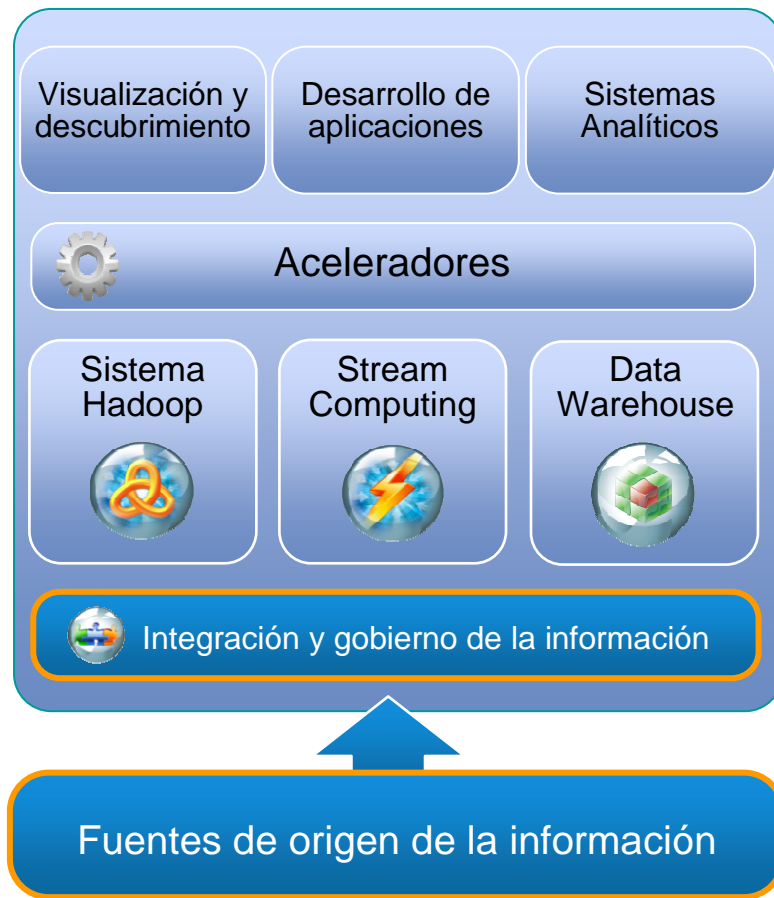 Visualización y
descubrimiento
Desarrollo de
aplicaciones
Sistemas
Analíticos
Aceleradores
Sistema
Hadoop
Stream
Computing
Data
Warehouse
Integración y gobierno de la información
Fuentes de origen de la información